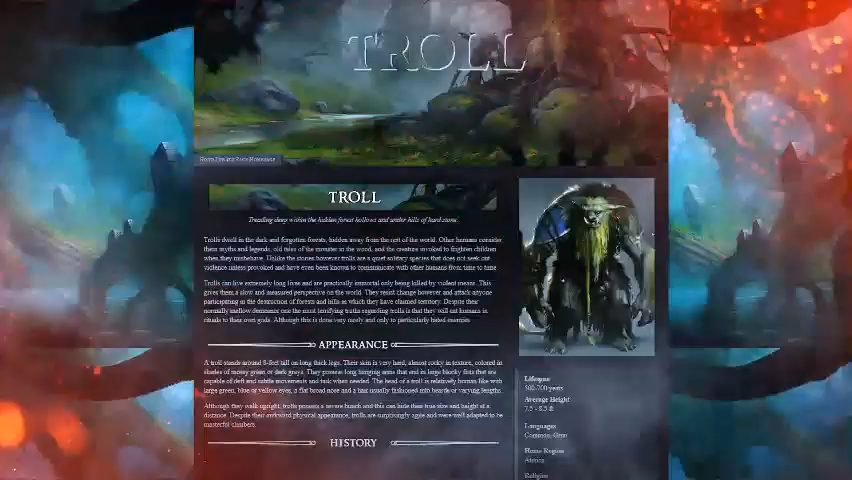 TROLL
TROLL
Treading deep within the hidden forest hollows and under hills of hard stone.
Trolls dwell in the dark and forgotten forests, hidden away from the rest of the world. Other humans consider
them myths and legends, old tales of the monster in the wood, and the creature invoked to frighten children
when they misbehave. Unlike the stories however trolls are a quiet solitary species that does not seek out
violence unless provoked and have even been known to communicate with other humans from time to time
Trolls can live extremely long lives and are practically immortal only being killed by violent means. This
gives them a slow and measured perspective on the world. They resist change however and attack anyone
participating in the destruction of forests and hills in which they have claimed territory. Despite their
normally mellow demeanor one the most terrifying traits regarding trolls is that they will eat humans in
rituals to their own gods. Although this is done very rarely and only to particularly hated enemies
APPEARANCE
A troll stands around 8-feet tall on long thick legs. Their skin is very hard, almost rocky in texture, colored in
shades of mossy green or dark grays. They possess long hanging arms that end in large blocky fists that are
capable of deft and subtle movements and task when needed. The head of a troll is relatively human like with
large green, blue or yellow eyes, a flat broad nose and a hair usually fashioned into beards or varying lengths.
Although they walk upright, trolls possess a severe hunch and this can hide their true size and height at a
distance. Despite their awkward physical appearance, trolls are surprisingly agile and were well adapted to be
masterful climbers.
HISTORY
Lifespan
500-700 years
Average Height
7.5 - 8.5 ft
Languages
Common,
Home Region
Religion